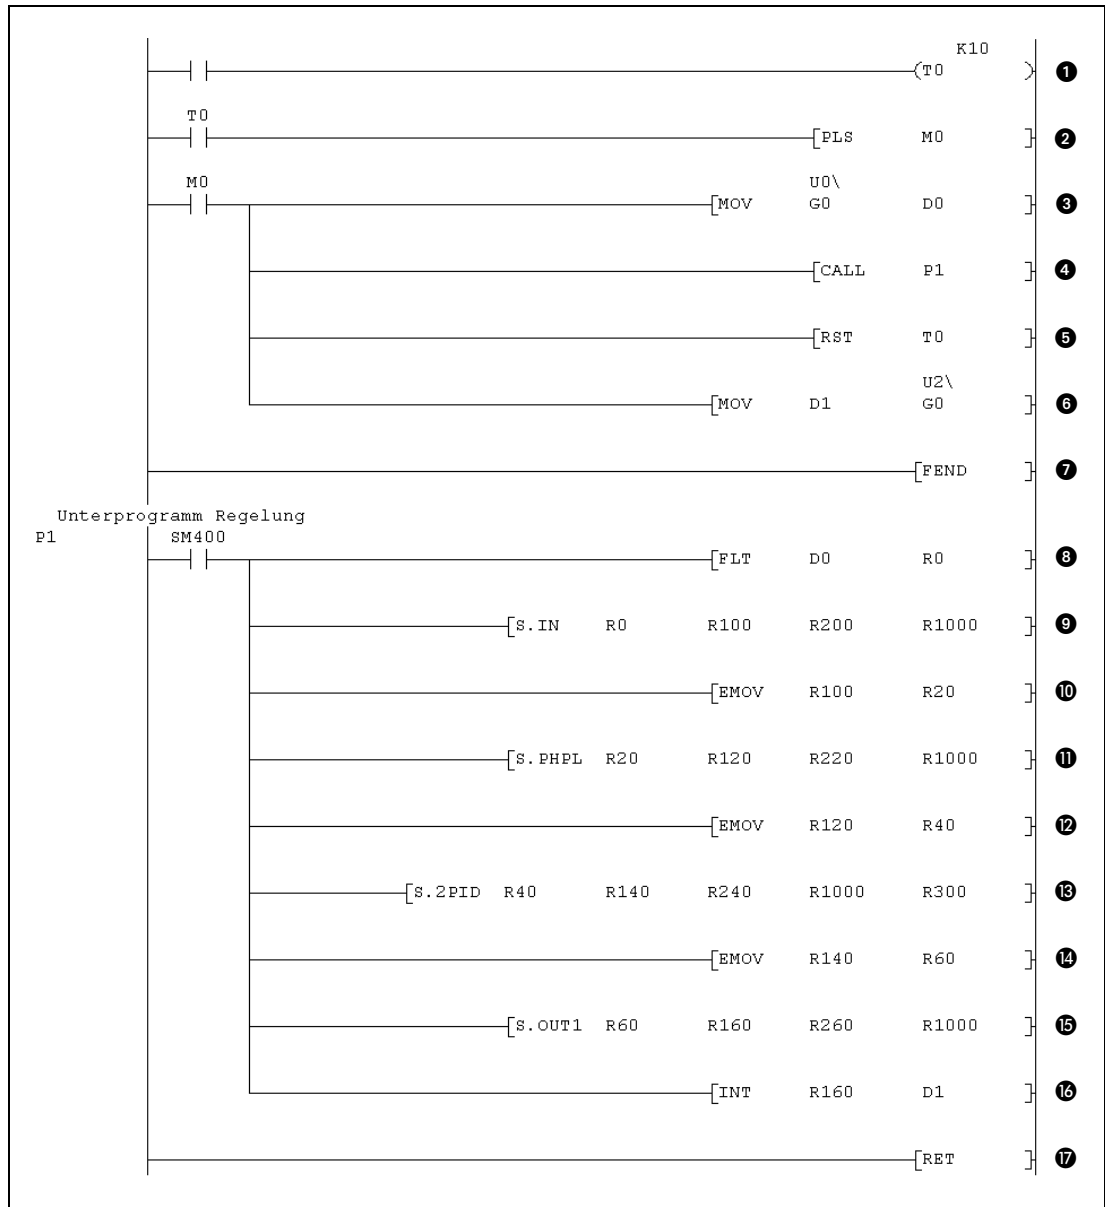 K10
(T0 ) ❶
T0
[PLS M0 ] ❷
M0
U0\
[MOV G0 D0 ] ❸
[CALL P1 ] ❹
[RST T0 ] ❺
U2\
[MOV D1 G0 ] ❻
[FEND ] ❼
Unterprogramm Regelung
P1 SM400
[FLT D0 R0 ] ❽
[S.IN R0 R100 R200 R1000 ] ❾
[EMOV R100 R20 ] ❿
[S.PHPL R20 R120 R220 R1000 ] ⓫
[EMOV R120 R40 ] ⓬
[S.2PID R40 R140 R240 R1000 R300 ] ⓭
[EMOV R140 R60 ] ⓮
[S.OUT1 R60 R160 R260 R1000 ] ⓯
[INT R160 D1 ] ⓰
[RET ] ⓱